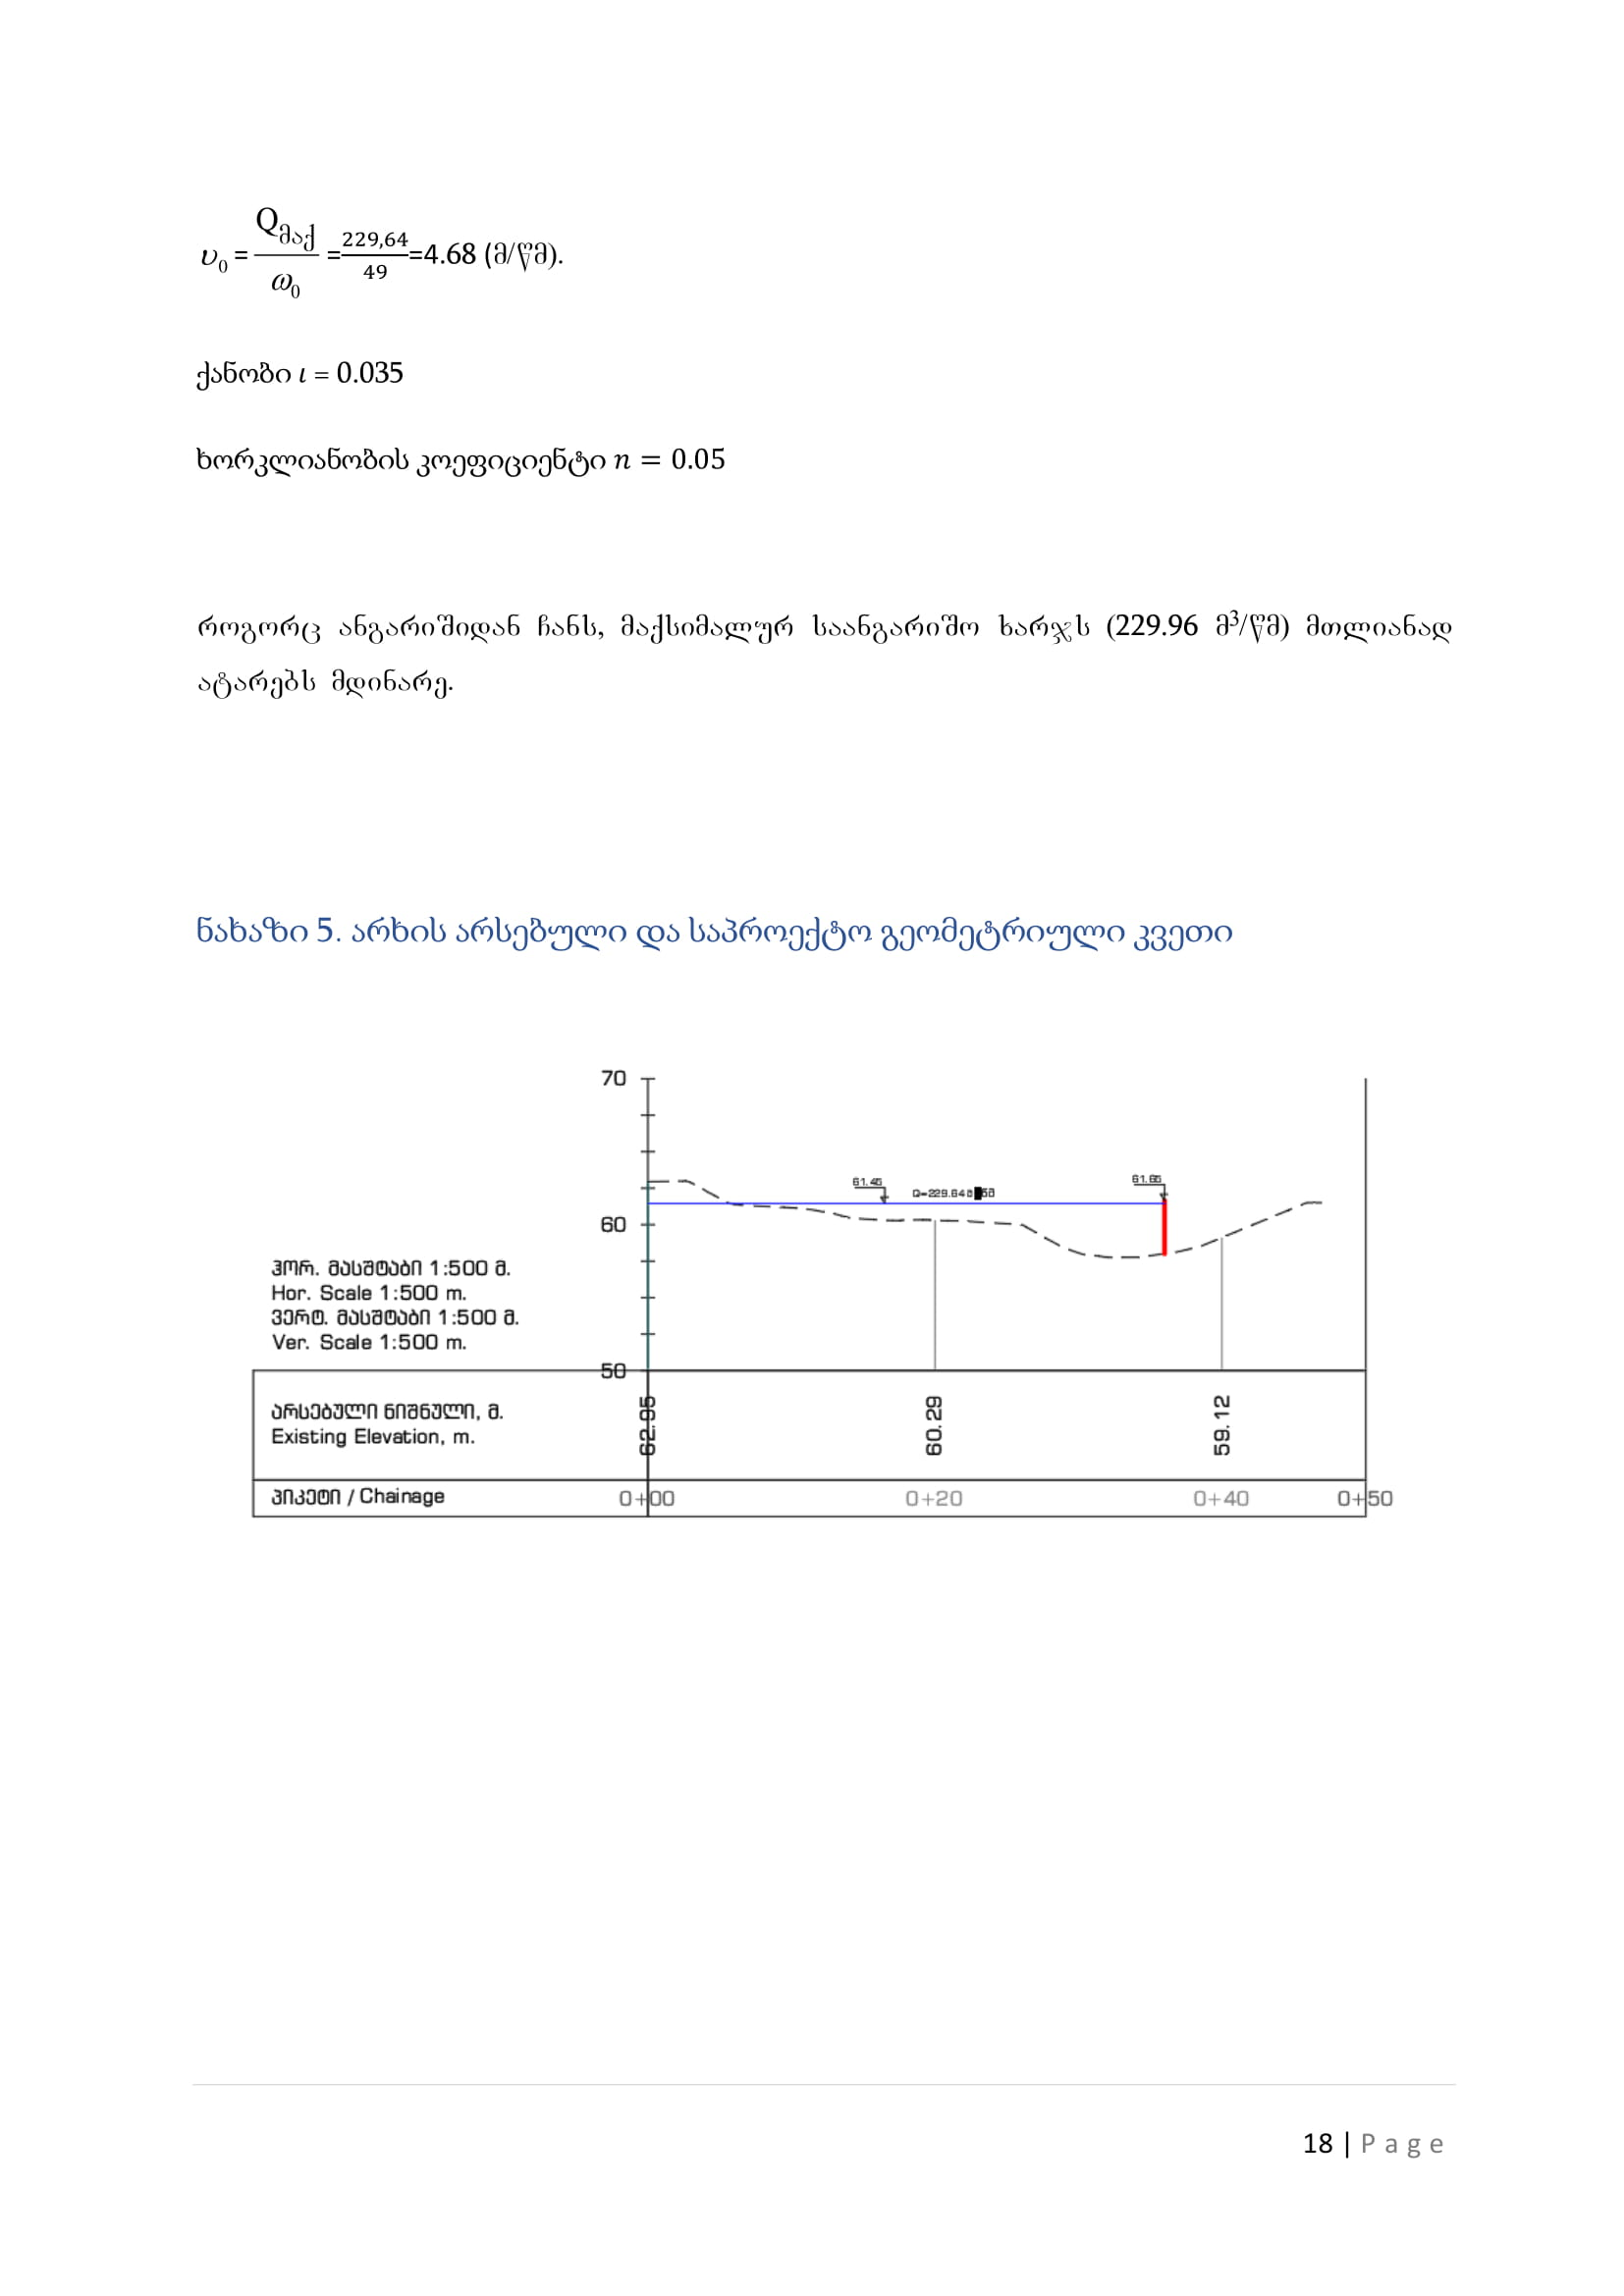 υ₀ = Qმაქ / ω₀ = 229,64 / 49 = 4.68 (მ/წმ).
ქანობი ι = 0.035
ხორკლიანობის კოეფიციენტი n = 0.05
როგორც ანგარიშიდან ჩანს, მაქსიმალურ საანგარიშო ხარჯს (229.96 მ³/წმ) მთლიანად
ატარებს მდინარე.
ნახაზი 5. არხის არსებული და საპროექტო გეომეტრიული კვეთი
70
61.45
Q=229.64
61.65
60
ჰორ. მასშტაბი 1:500 მ.
Hor. Scale 1:500 m.
ვერტ. მასშტაბი 1:500 მ.
Ver. Scale 1:500 m.
50
არსებული ნიშნული, მ.
Existing Elevation, m.
62.95 60.29 59.12
პიკეტი / Chainage 0+00 0+20 0+40 0+50
18 | Page